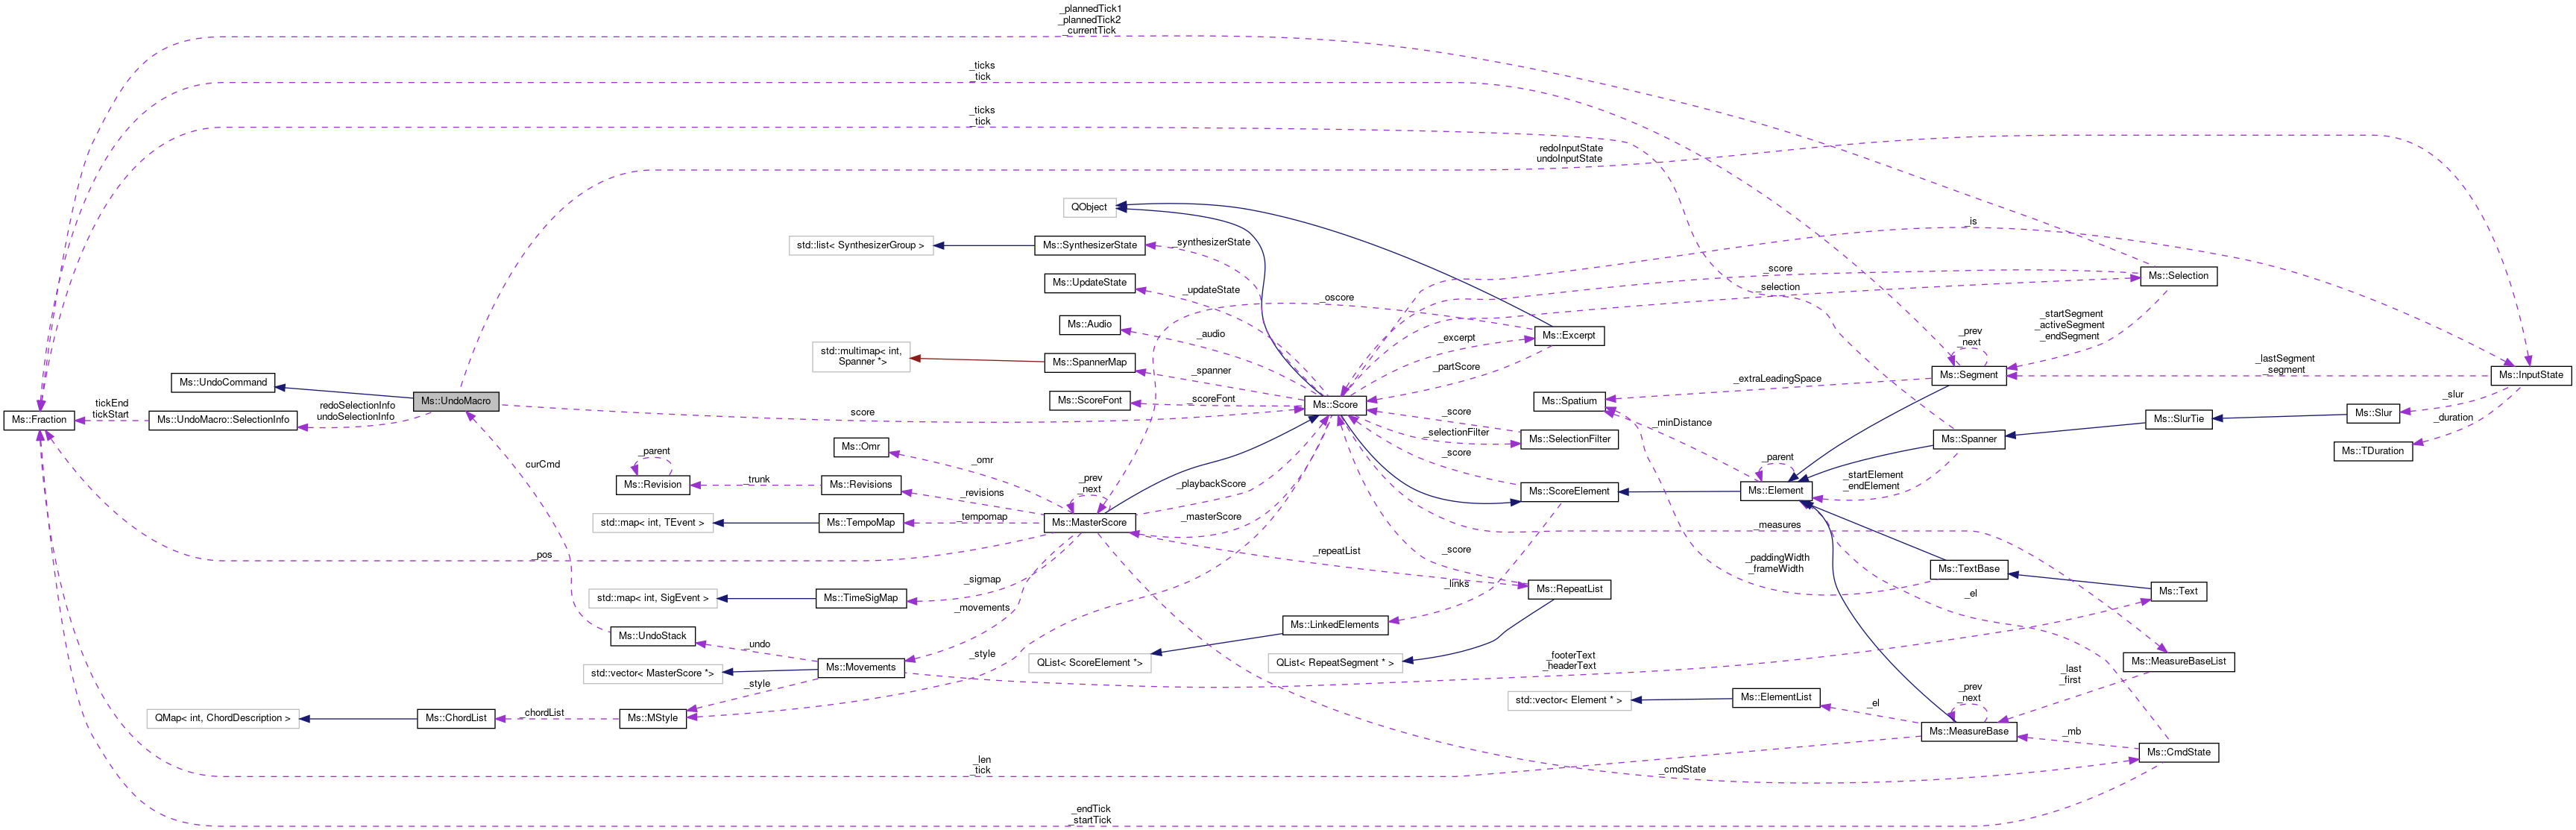 _plannedTick1
_plannedTick2
_currentTick
_ticks
_tick
_ticks
_tick
redoInputState
undoInputState
QObject
_is
std::list< SynthesizerGroup >
Ms::SynthesizerState
_synthesizerState
Ms::UpdateState
_updateState
_score
Ms::Selection
_selection
_oscore
Ms::Audio
_audio
_excerpt
Ms::Excerpt
_startSegment
_activeSegment
_endSegment
_prev
_next
std::multimap< int,
Spanner *>
Ms::SpannerMap
_spanner
_partScore
_extraLeadingSpace
Ms::Segment
_lastSegment
_segment
Ms::InputState
Ms::UndoCommand
Ms::UndoMacro
Ms::ScoreFont
_scoreFont
Ms::Score
Ms::Spatium
_slur
Ms::Fraction
tickEnd
tickStart
Ms::UndoMacro::SelectionInfo
redoSelectionInfo
undoSelectionInfo
score
_score
_selectionFilter
Ms::SelectionFilter
_minDistance
Ms::Spanner
Ms::SlurTie
Ms::Slur
_duration
Ms::TDuration
Ms::Omr
_omr
_score
_parent
_startElement
_endElement
curCmd
_parent
Ms::Revision
_trunk
Ms::Revisions
_revisions
_prev
_next
_playbackScore
Ms::ScoreElement
Ms::Element
std::map< int, TEvent >
Ms::TempoMap
_tempomap
Ms::MasterScore
_masterScore
_measures
_pos
_repeatList
_score
_paddingWidth
_frameWidth
Ms::TextBase
_sigmap
_links
Ms::RepeatList
Ms::Text
_el
std::map< int, SigEvent >
Ms::TimeSigMap
_movements
Ms::LinkedElements
Ms::UndoStack
_undo
_style
_footerText
_headerText
QList< ScoreElement *>
QList< RepeatSegment * >
Ms::MeasureBaseList
std::vector< MasterScore *>
Ms::Movements
_last
_first
_style
std::vector< Element * >
Ms::ElementList
_el
_prev
_next
QMap< int, ChordDescription >
Ms::ChordList
_chordList
Ms::MStyle
Ms::MeasureBase
_mb
Ms::CmdState
_len
_tick
_cmdState
_endTick
_startTick